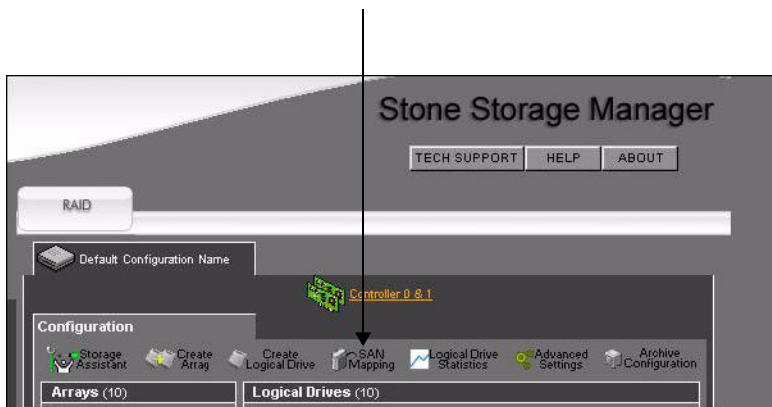 Stone Storage Manager
TECH SUPPORT HELP ABOUT
RAID
Default Configuration Name
Controller 0 & 1
Configuration
Storage Assistant
Create Array
Create Logical Drive
SAN Mapping
Logical Drive Statistics
Advanced Settings
Archive Configuration
Arrays (10)
Logical Drives (10)